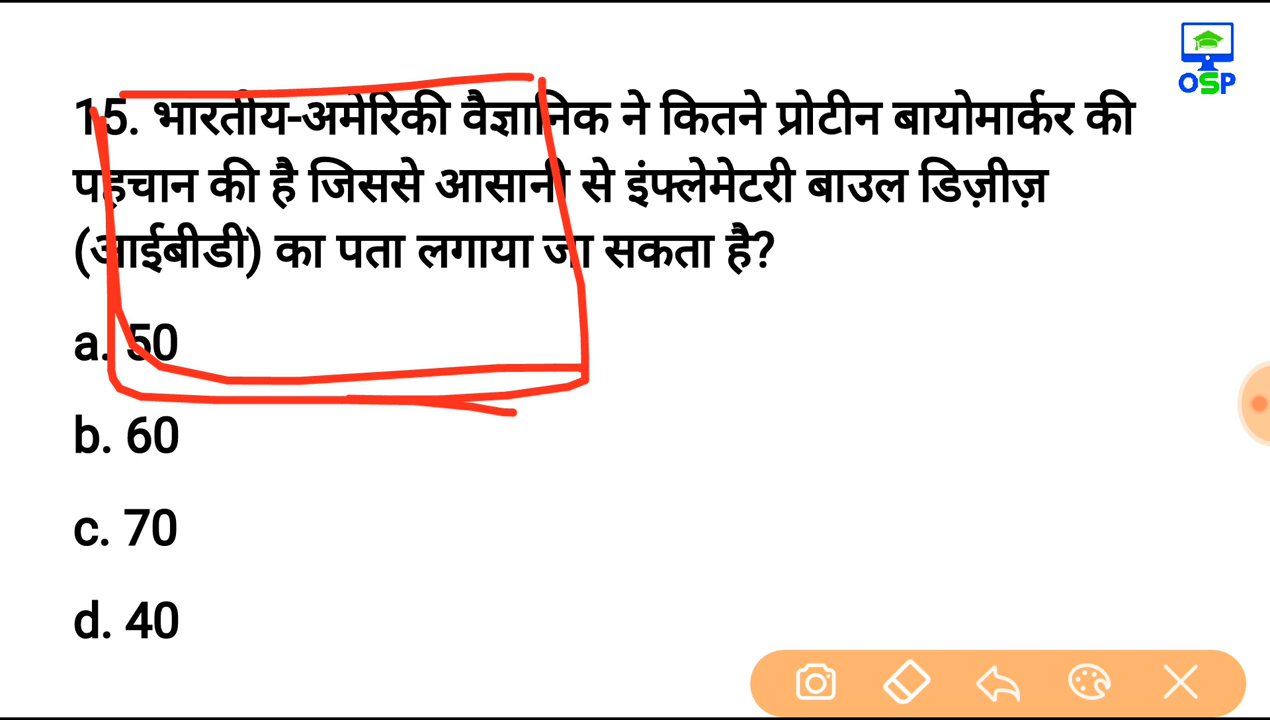 OSP
15. भारतीय-अमेरिकी वैज्ञानिक ने कितने प्रोटीन बायोमार्कर की
पहचान की है जिससे आसानी से इंफ्लेमेटरी बाउल डिज़ीज़
(आईबीडी) का पता लगाया जा सकता है?
a. 50
b. 60
c. 70
d. 40